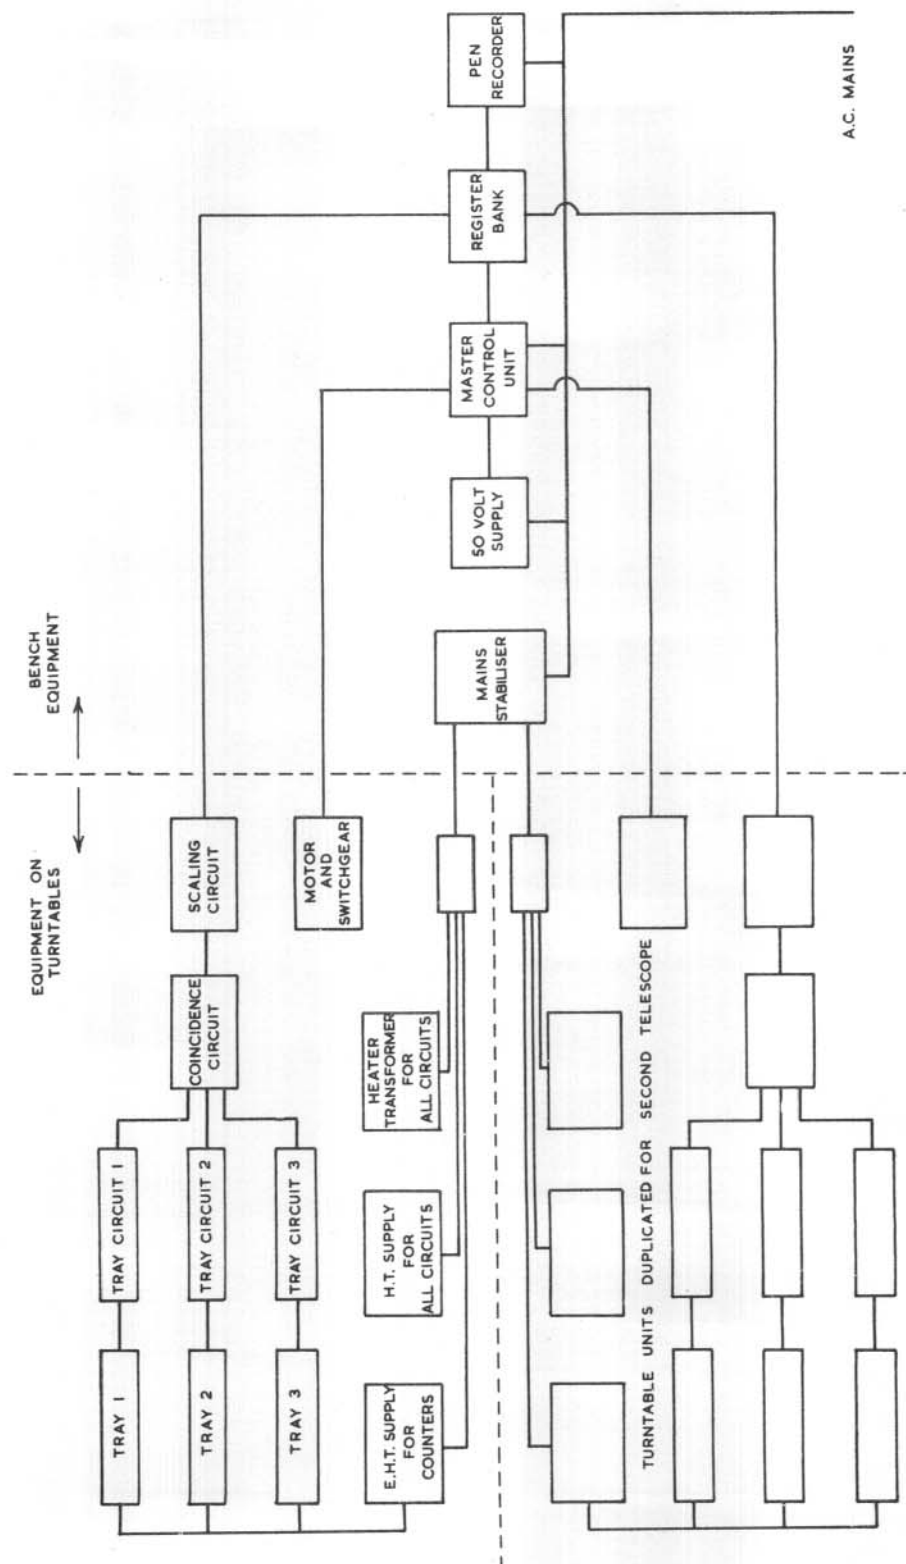 EQUIPMENT ON
TURNTABLES
BENCH
EQUIPMENT
TRAY 1
TRAY CIRCUIT 1
TRAY 2
TRAY CIRCUIT 2
TRAY 3
TRAY CIRCUIT 3
COINCIDENCE
CIRCUIT
SCALING
CIRCUIT
MOTOR
AND
SWITCHGEAR
E.H.T. SUPPLY
FOR
COUNTERS
H.T. SUPPLY
FOR
ALL CIRCUITS
HEATER
TRANSFORMER
FOR
ALL CIRCUITS
MAINS
STABILISER
50 VOLT
SUPPLY
MASTER
CONTROL
UNIT
REGISTER
BANK
PEN
RECORDER
TURNTABLE UNITS DUPLICATED FOR SECOND TELESCOPE
A.C. MAINS